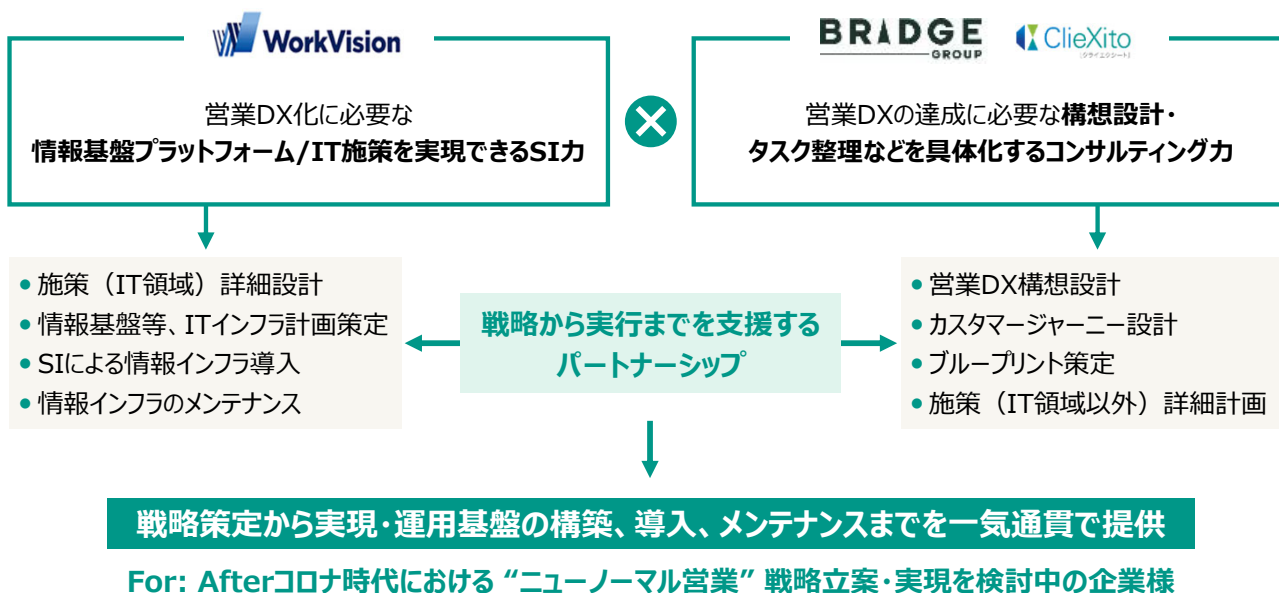 WorkVision
営業DX化に必要な
情報基盤プラットフォーム/IT施策を実現できるSI力
BRIDGE
GROUP
ClieXito
[クライエクシート]
営業DXの達成に必要な構想設計・
タスク整理などを具体化するコンサルティング力
• 施策（IT領域）詳細設計
• 情報基盤等、ITインフラ計画策定
• SIによる情報インフラ導入
• 情報インフラのメンテナンス
戦略から実行までを支援する
パートナーシップ
• 営業DX構想設計
• カスタマージャーニー設計
• ブループリント策定
• 施策（IT領域以外）詳細計画
戦略策定から実現・運用基盤の構築、導入、メンテナンスまでを一気通貫で提供
For: Afterコロナ時代における “ニューノーマル営業” 戦略立案・実現を検討中の企業様